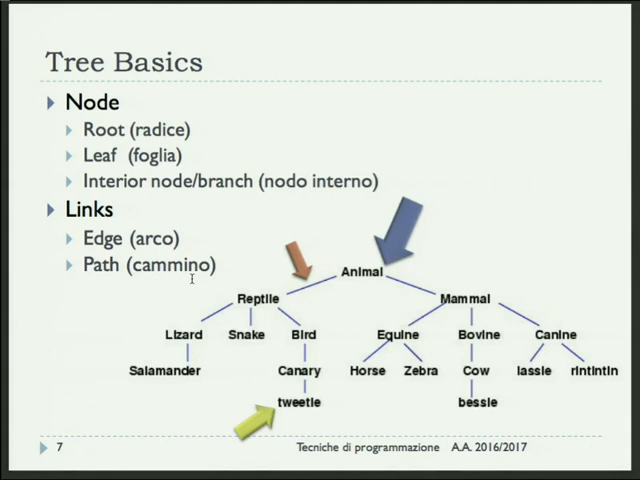 Tree Basics
Node
Root (radice)
Leaf (foglia)
Interior node/branch (nodo interno)
Links
Edge (arco)
Path (cammino)
Animal
Reptile Mammal
Lizard Snake Bird Equine Bovine Canine
Salamander Canary Horse Zebra Cow lassie rintintin
tweetie bessie
7 Tecniche di programmazione A.A. 2016/2017